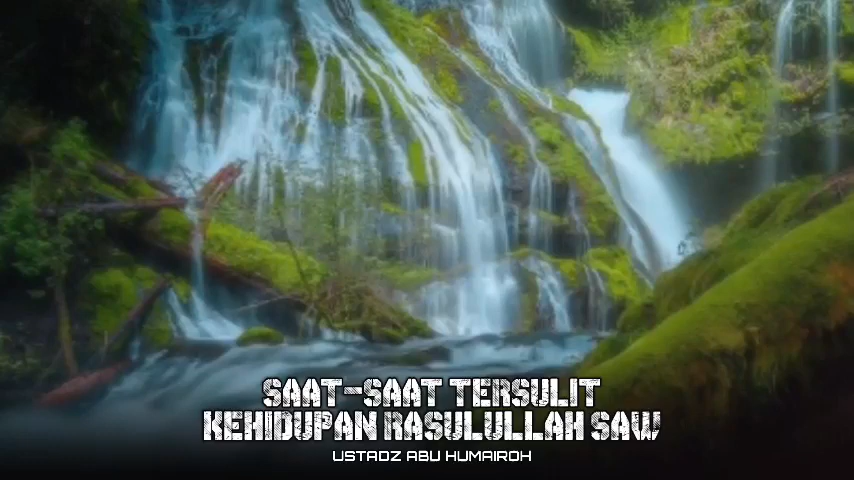 SAAT-SAAT TERSULIT
KEHIDUPAN RASULULLAH SAW
USTADZ ABU HUMAIROH